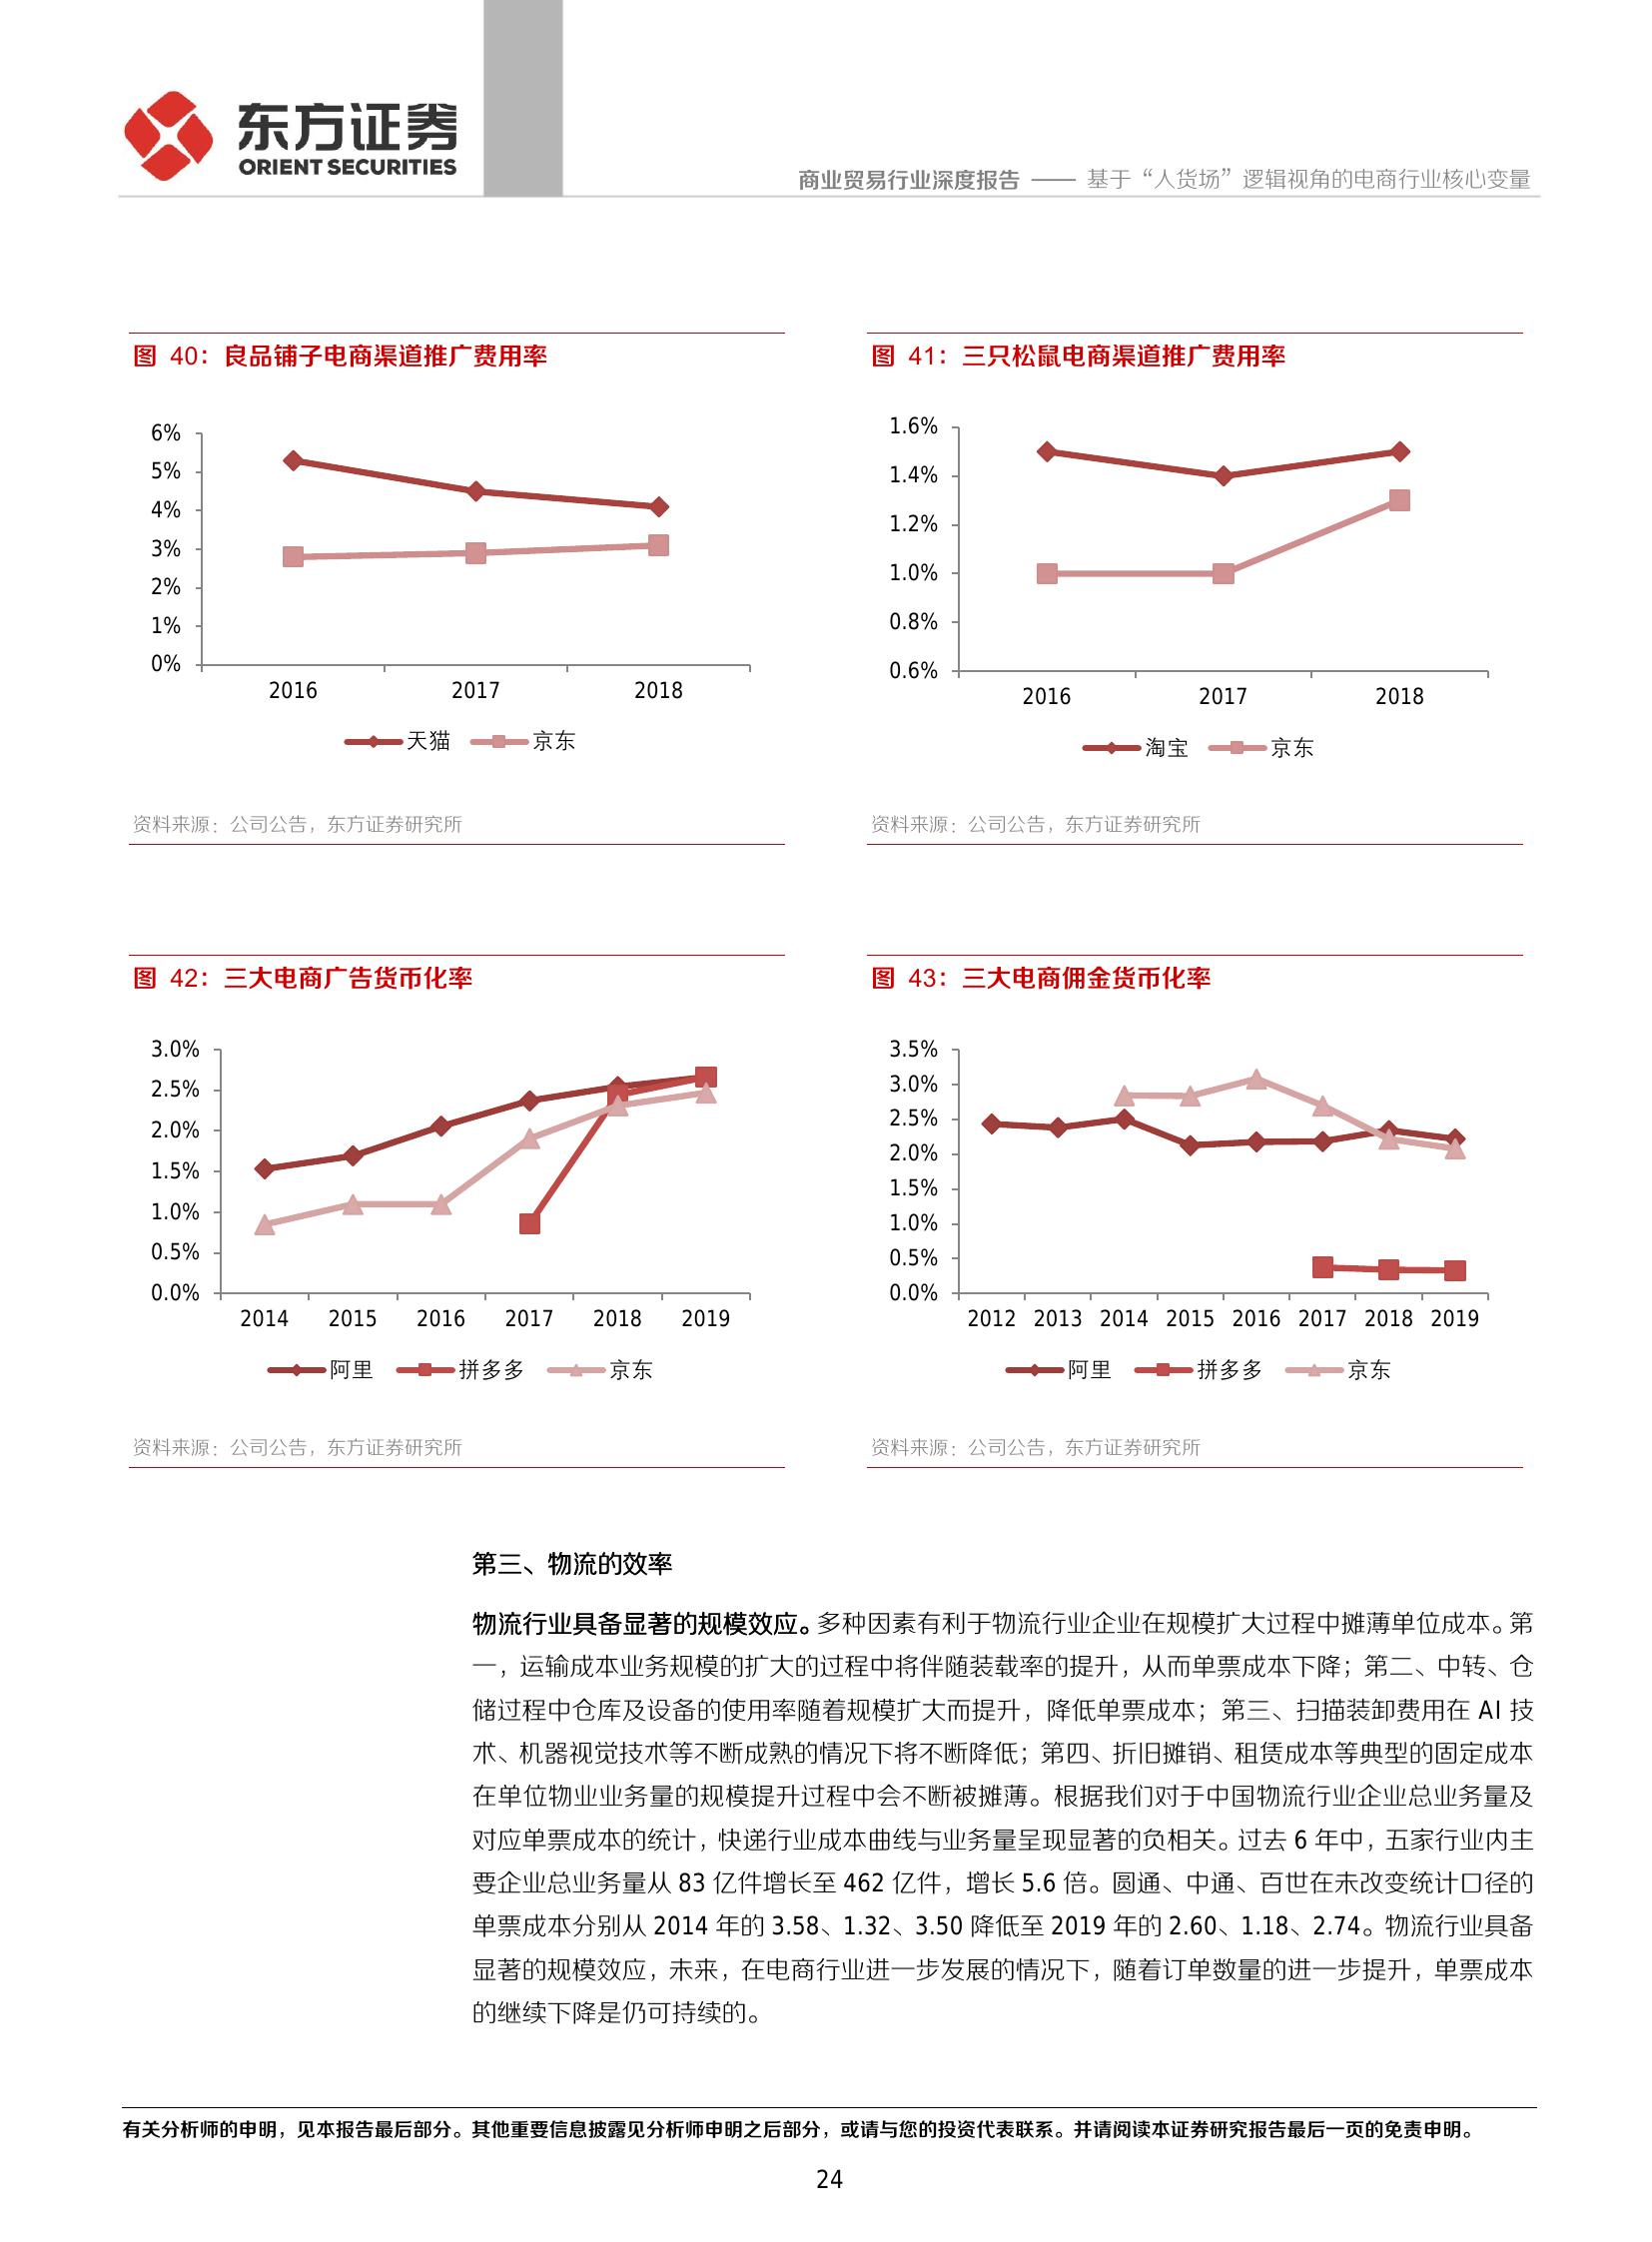 东方证券
ORIENT SECURITIES
商业贸易行业深度报告 —— 基于“人货场”逻辑视角的电商行业核心变量
图 40：良品铺子电商渠道推广费用率
6%
5%
4%
3%
2%
1%
0%
2016 2017 2018
天猫 京东
资料来源：公司公告，东方证券研究所
图 41：三只松鼠电商渠道推广费用率
1.6%
1.4%
1.2%
1.0%
0.8%
0.6%
2016 2017 2018
淘宝 京东
资料来源：公司公告，东方证券研究所
图 42：三大电商广告货币化率
3.0%
2.5%
2.0%
1.5%
1.0%
0.5%
0.0%
2014 2015 2016 2017 2018 2019
阿里 拼多多 京东
资料来源：公司公告，东方证券研究所
图 43：三大电商佣金货币化率
3.5%
3.0%
2.5%
2.0%
1.5%
1.0%
0.5%
0.0%
2012 2013 2014 2015 2016 2017 2018 2019
阿里 拼多多 京东
资料来源：公司公告，东方证券研究所
第三、物流的效率
物流行业具备显著的规模效应。多种因素有利于物流行业企业在规模扩大过程中摊薄单位成本。第
一，运输成本业务规模的扩大的过程中将伴随装载率的提升，从而单票成本下降；第二、中转、仓
储过程中仓库及设备的使用率随着规模扩大而提升，降低单票成本；第三、扫描装卸费用在 AI 技
术、机器视觉技术等不断成熟的情况下将不断降低；第四、折旧摊销、租赁成本等典型的固定成本
在单位物业业务量的规模提升过程中会不断被摊薄。根据我们对于中国物流行业企业总业务量及
对应单票成本的统计，快递行业成本曲线与业务量呈现显著的负相关。过去 6 年中，五家行业内主
要企业总业务量从 83 亿件增长至 462 亿件，增长 5.6 倍。圆通、中通、百世在未改变统计口径的
单票成本分别从 2014 年的 3.58、1.32、3.50 降低至 2019 年的 2.60、1.18、2.74。物流行业具备
显著的规模效应，未来，在电商行业进一步发展的情况下，随着订单数量的进一步提升，单票成本
的继续下降是仍可持续的。
有关分析师的申明，见本报告最后部分。其他重要信息披露见分析师申明之后部分，或请与您的投资代表联系。并请阅读本证券研究报告最后一页的免责申明。
24